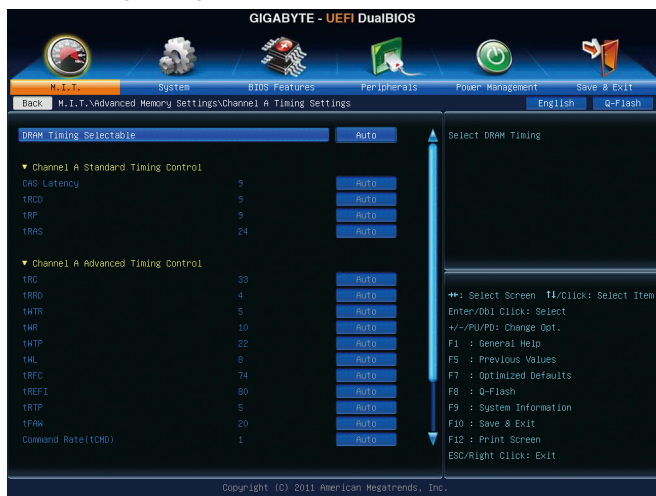 GIGABYTE - UEFI DualBIOS
M.I.T. System BIOS Features Peripherals Power Management Save & Exit
Back M.I.T.\Advanced Memory Settings\Channel A Timing Settings English Q-Flash
DRAM Timing Selectable Auto
▼ Channel A Standard Timing Control
CAS Latency 9 Auto
tRCD 9 Auto
tRP 9 Auto
tRAS 24 Auto
▼ Channel A Advanced Timing Control
tRC 33 Auto
tRRD 4 Auto
tWTR 5 Auto
tWR 10 Auto
tWTP 22 Auto
tWL 8 Auto
tRFC 74 Auto
tREFI 80 Auto
tRTP 5 Auto
tFAW 20 Auto
Command Rate(tCMD) 1 Auto
Select DRAM Timing
→←: Select Screen ↑↓/Click: Select Item
Enter/Dbl Click: Select
+/-/PU/PD: Change Opt.
F1 : General Help
F5 : Previous Values
F7 : Optimized Defaults
F8 : Q-Flash
F9 : System Information
F10 : Save & Exit
F12 : Print Screen
ESC/Right Click: Exit
Copyright (C) 2011 American Megatrends, Inc.